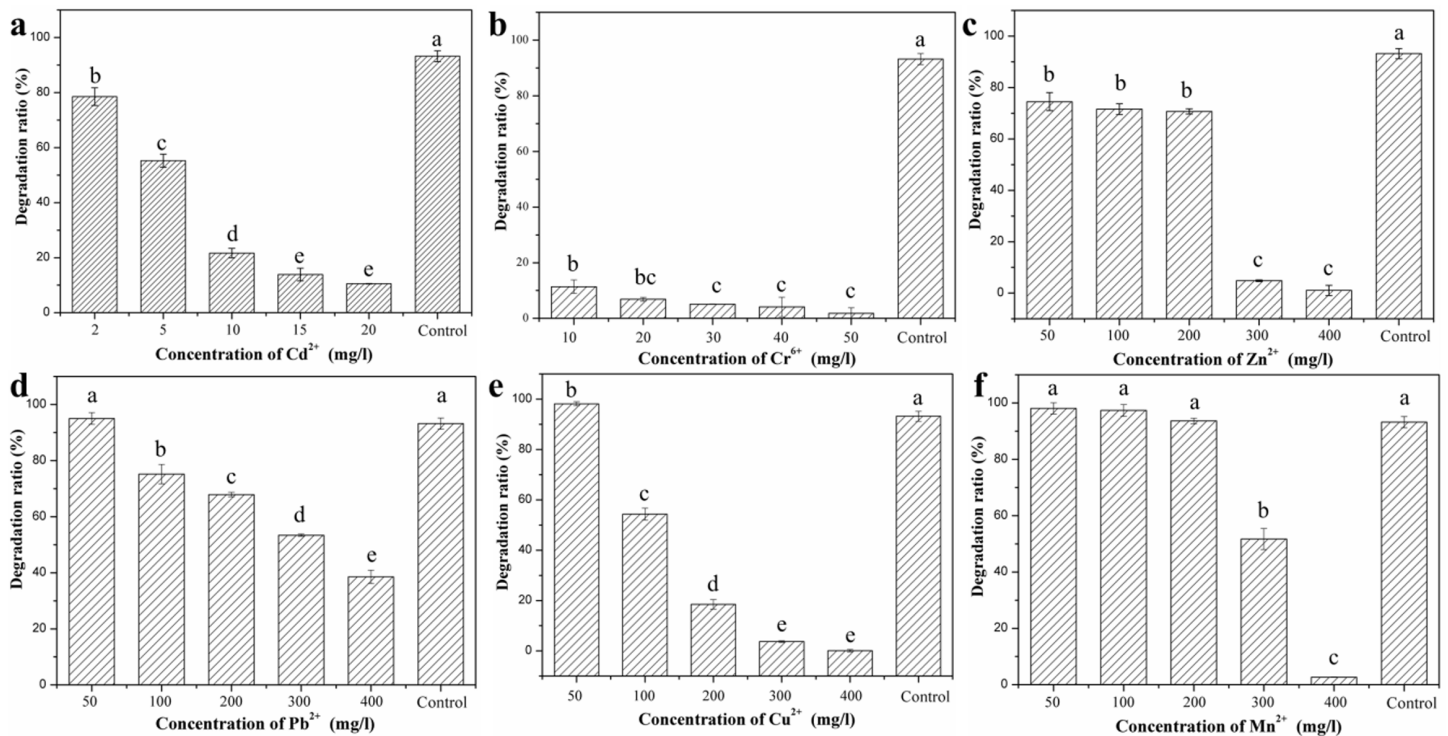 a
Degradation ratio (%)
100
80
60
40
20
0
b
c
d
e
e
a
2
5
10
15
20
Control
Concentration of Cd²⁺ (mg/l)
b
Degradation ratio (%)
100
80
60
40
20
0
b
bc
c
c
c
a
10
20
30
40
50
Control
Concentration of Cr⁶⁺ (mg/l)
c
Degradation ratio (%)
100
80
60
40
20
0
b
b
b
c
c
a
50
100
200
300
400
Control
Concentration of Zn²⁺ (mg/l)
d
Degradation ratio (%)
100
80
60
40
20
0
a
b
c
d
e
a
50
100
200
300
400
Control
Concentration of Pb²⁺ (mg/l)
e
Degradation ratio (%)
100
80
60
40
20
0
b
c
d
e
e
a
50
100
200
300
400
Control
Concentration of Cu²⁺ (mg/l)
f
Degradation ratio (%)
100
80
60
40
20
0
a
a
a
b
c
a
50
100
200
300
400
Control
Concentration of Mn²⁺ (mg/l)